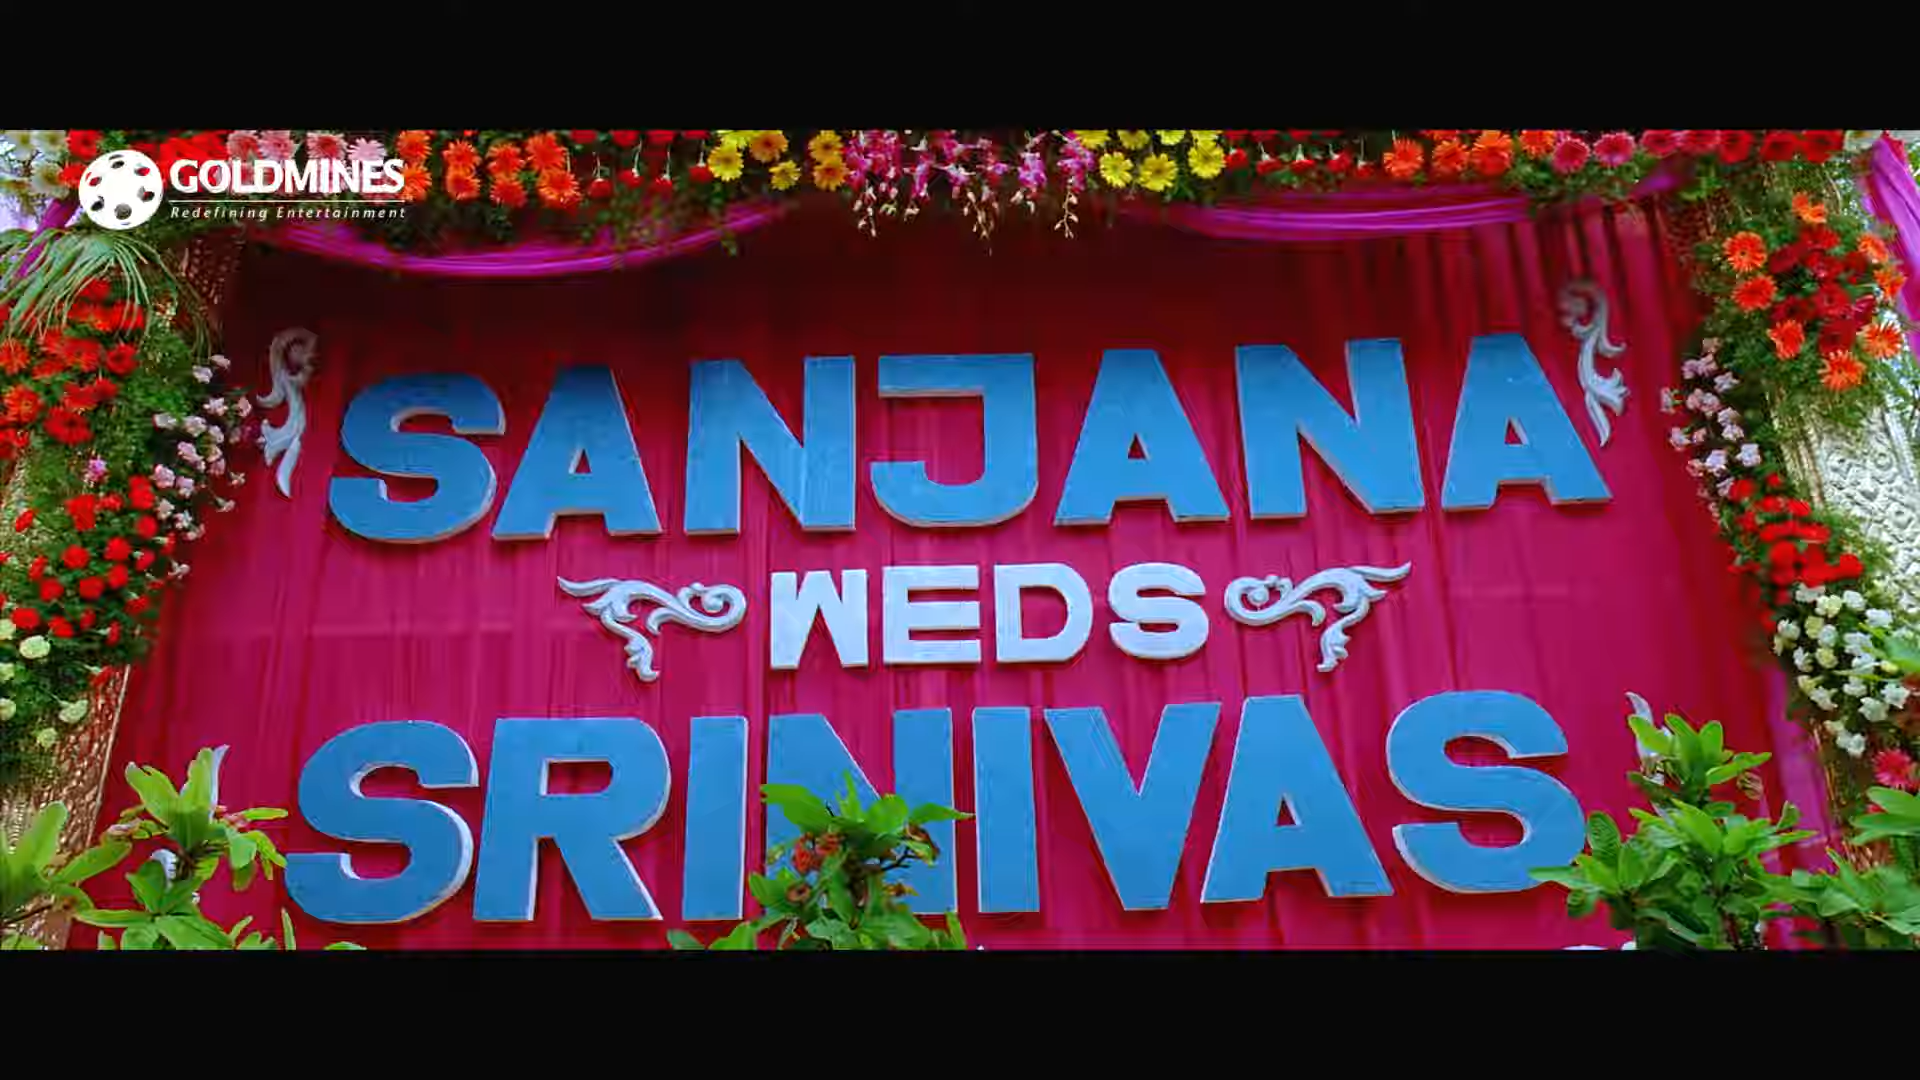 GOLDMINES
Redefining Entertainment
SANJANA
WEDS
SRINIVAS